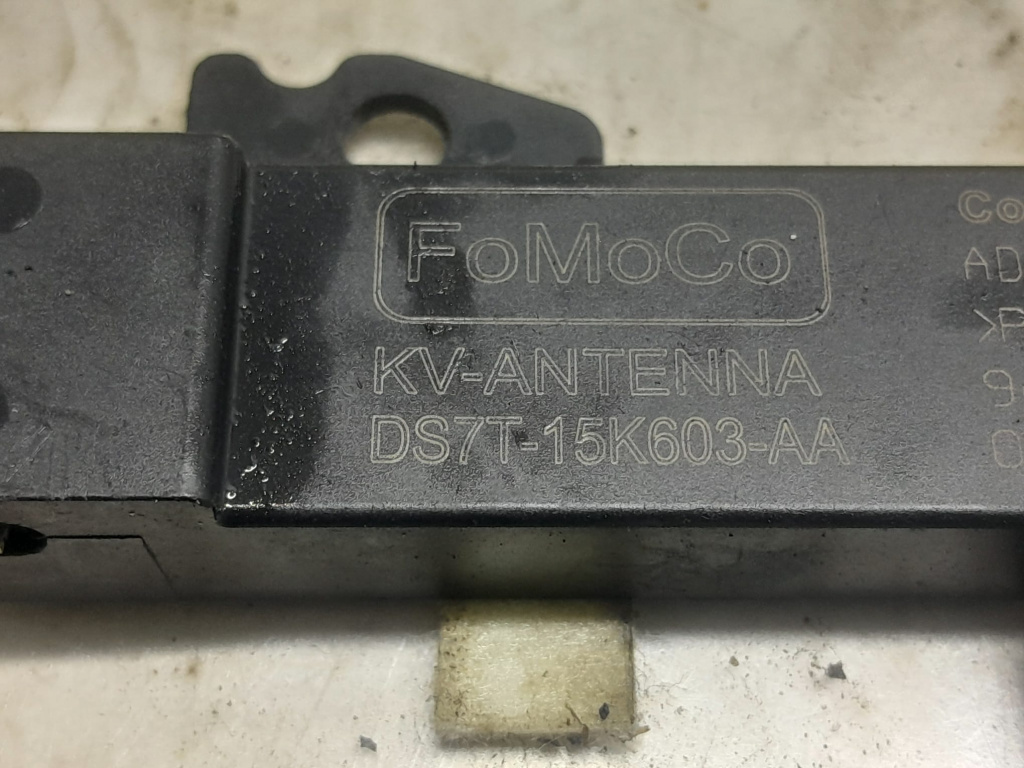 FoMoCo
KV-ANTENNA
DS7T-15K603-AA